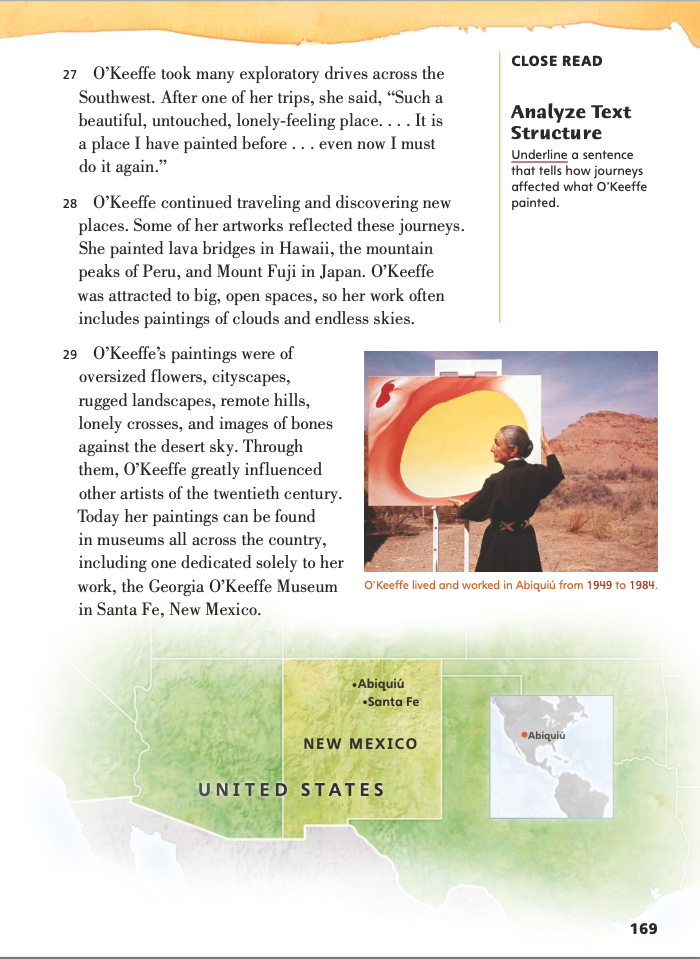 27 O’Keeffe took many exploratory drives across the
Southwest. After one of her trips, she said, “Such a
beautiful, untouched, lonely-feeling place. . . . It is
a place I have painted before . . . even now I must
do it again.”
28 O’Keeffe continued traveling and discovering new
places. Some of her artworks reflected these journeys.
She painted lava bridges in Hawaii, the mountain
peaks of Peru, and Mount Fuji in Japan. O’Keeffe
was attracted to big, open spaces, so her work often
includes paintings of clouds and endless skies.
29 O’Keeffe’s paintings were of
oversized flowers, cityscapes,
rugged landscapes, remote hills,
lonely crosses, and images of bones
against the desert sky. Through
them, O’Keeffe greatly influenced
other artists of the twentieth century.
Today her paintings can be found
in museums all across the country,
including one dedicated solely to her
work, the Georgia O’Keeffe Museum
in Santa Fe, New Mexico.
CLOSE READ
Analyze Text
Structure
Underline a sentence
that tells how journeys
affected what O’Keeffe
painted.
O’Keeffe lived and worked in Abiquiú from 1949 to 1984.
•Abiquiú
•Santa Fe
NEW MEXICO
UNITED STATES
Abiquiú
169